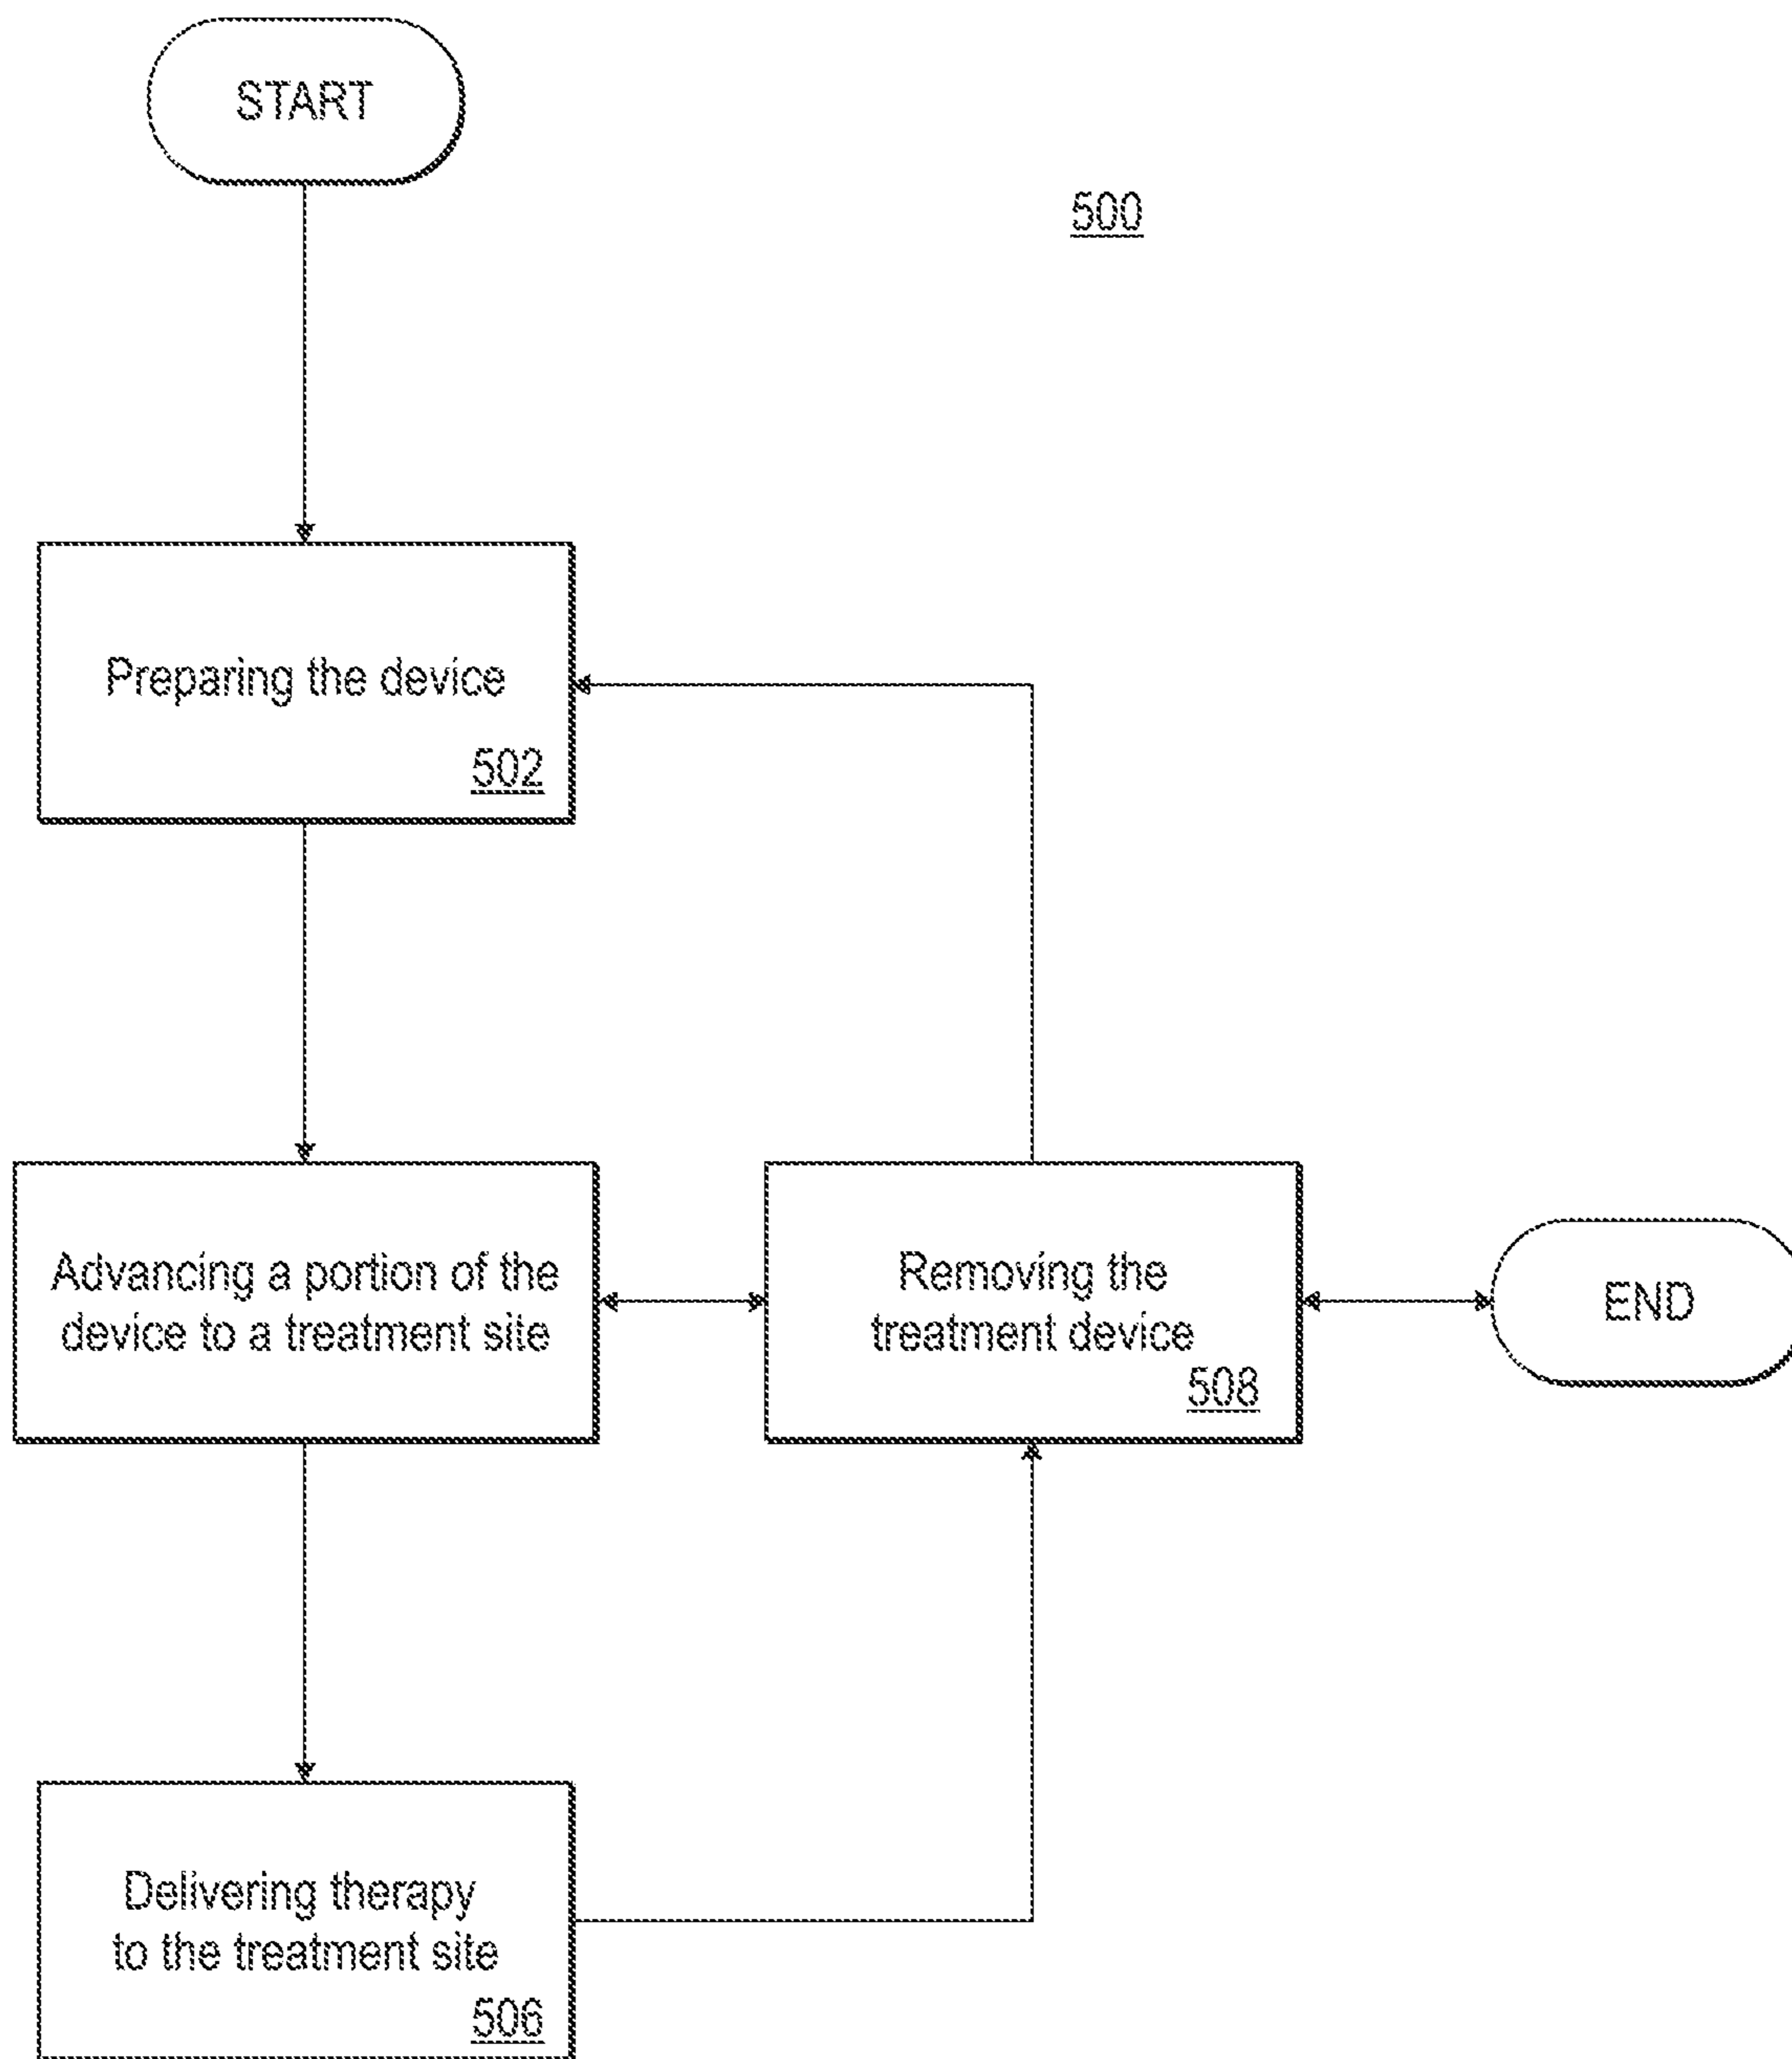 START
500
Preparing the device
502
Advancing a portion of the
device to a treatment site
Removing the
treatment device
508
END
Delivering therapy
to the treatment site
506